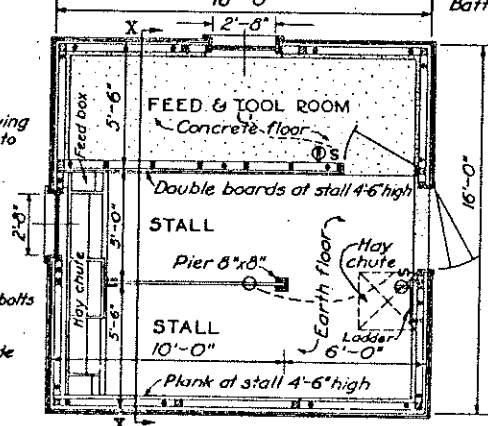 X
2'-8"
Batt
FEED & TOOL ROOM
Concrete floor
S
Feed box
5'-6"
16'-0"
Double boards at stall 4'-6" high
2'-8"
5'-0"
STALL
Pier 8"x8"
Hay chute
Earth floor
Hay chute
bolts
5'-6"
STALL
10'-0"
6'-0"
Ladder
Plank at stall 4'-6" high
X